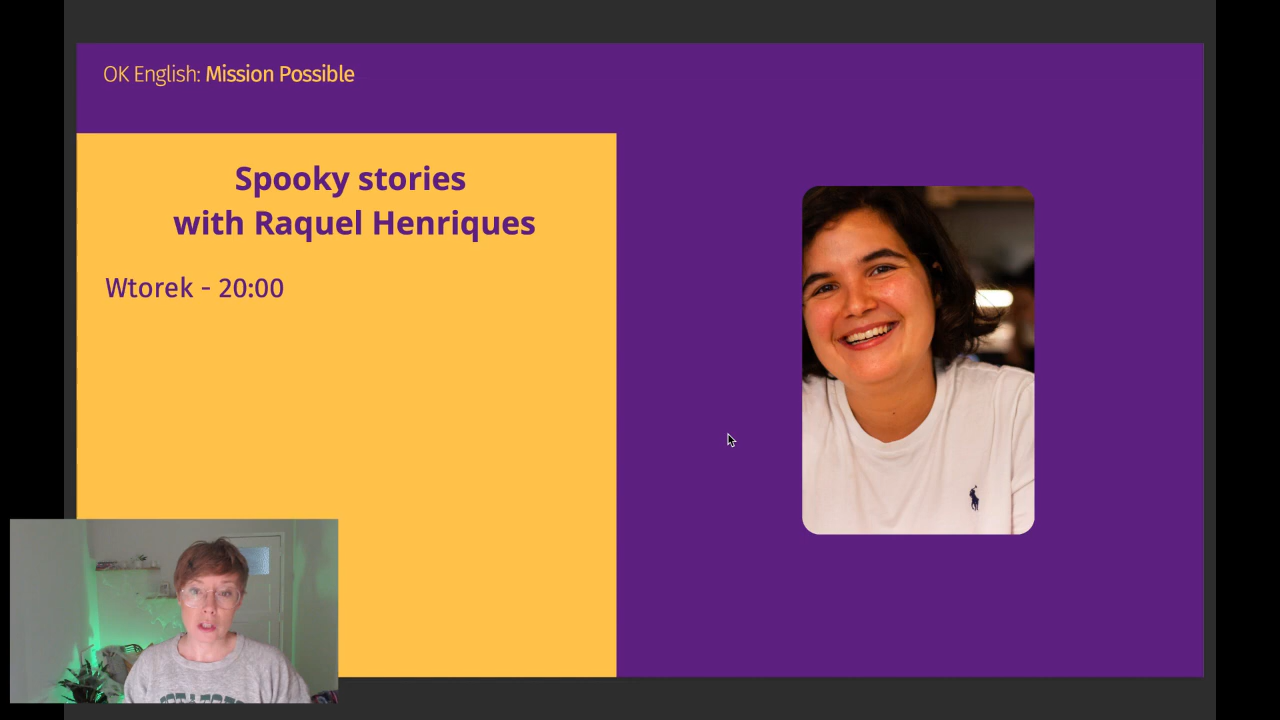 OK English: Mission Possible
Spooky stories
with Raquel Henriques
Wtorek - 20:00